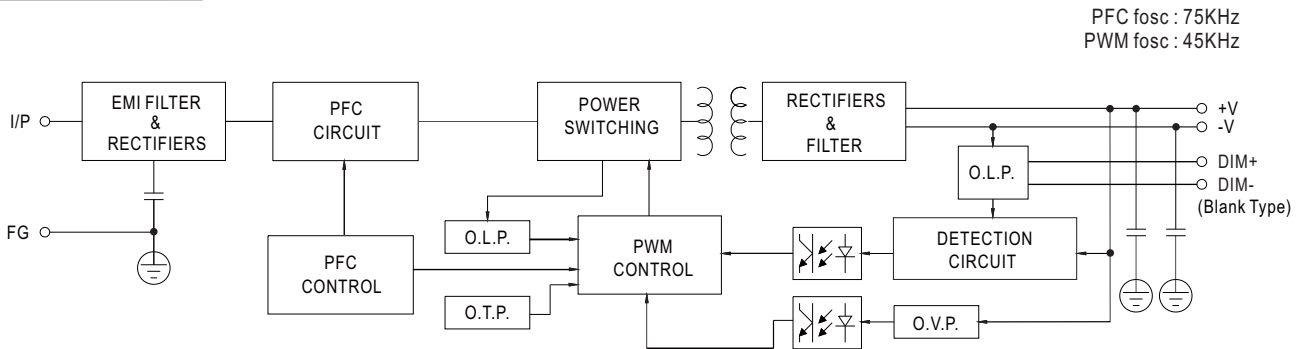 PFC fosc : 75KHz
PWM fosc : 45KHz
I/P
EMI FILTER
&
RECTIFIERS
PFC
CIRCUIT
POWER
SWITCHING
RECTIFIERS
&
FILTER
+V
-V
DIM+
DIM-
(Blank Type)
O.L.P.
FG
O.L.P.
PFC
CONTROL
PWM
CONTROL
DETECTION
CIRCUIT
O.T.P.
O.V.P.